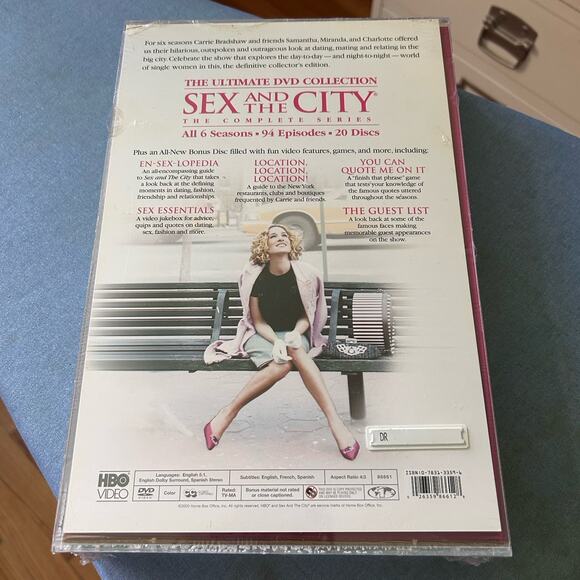 For six seasons Carrie Bradshaw and friends Samantha, Miranda, and Charlotte offered
us their hilarious, outspoken and outrageous look at dating, mating and relating in the
big city. Celebrate the show that explores the day-to-day — and night-to-night — world
of single women in this, the definitive collector's edition.
THE ULTIMATE DVD COLLECTION
SEX AND THE CITY®
THE COMPLETE SERIES
All 6 Seasons • 94 Episodes • 20 Discs
Plus an All-New Bonus Disc filled with fun video features, games, and more, including:
EN-SEX-LOPEDIA
An all-encompassing guide
to Sex and The City that takes
a look back at the defining
moments in dating, fashion,
friendship and relationships.
SEX ESSENTIALS
A video jukebox for advice,
quips and quotes on dating,
sex, fashion and more.
LOCATION,
LOCATION,
LOCATION!
A guide to the New York
restaurants, clubs and boutiques
frequented by Carrie and friends.
YOU CAN
QUOTE ME ON IT
A "finish that phrase" game
that tests your knowledge of
the famous quotes uttered
throughout the seasons.
THE GUEST LIST
A look back at some of the
famous faces making
memorable guest appearances
on the show.
DR
HBO
VIDEO
Languages: English 5.1,
English Dolby Surround, Spanish Stereo
Subtitles: English, French, Spanish
Aspect Ratio: 4:3
DVD
VIDEO
Color
Rated:
TV-MA
Bonus material not rated
or close captioned.
ISBN 0-7831-3359-4
26359 86612